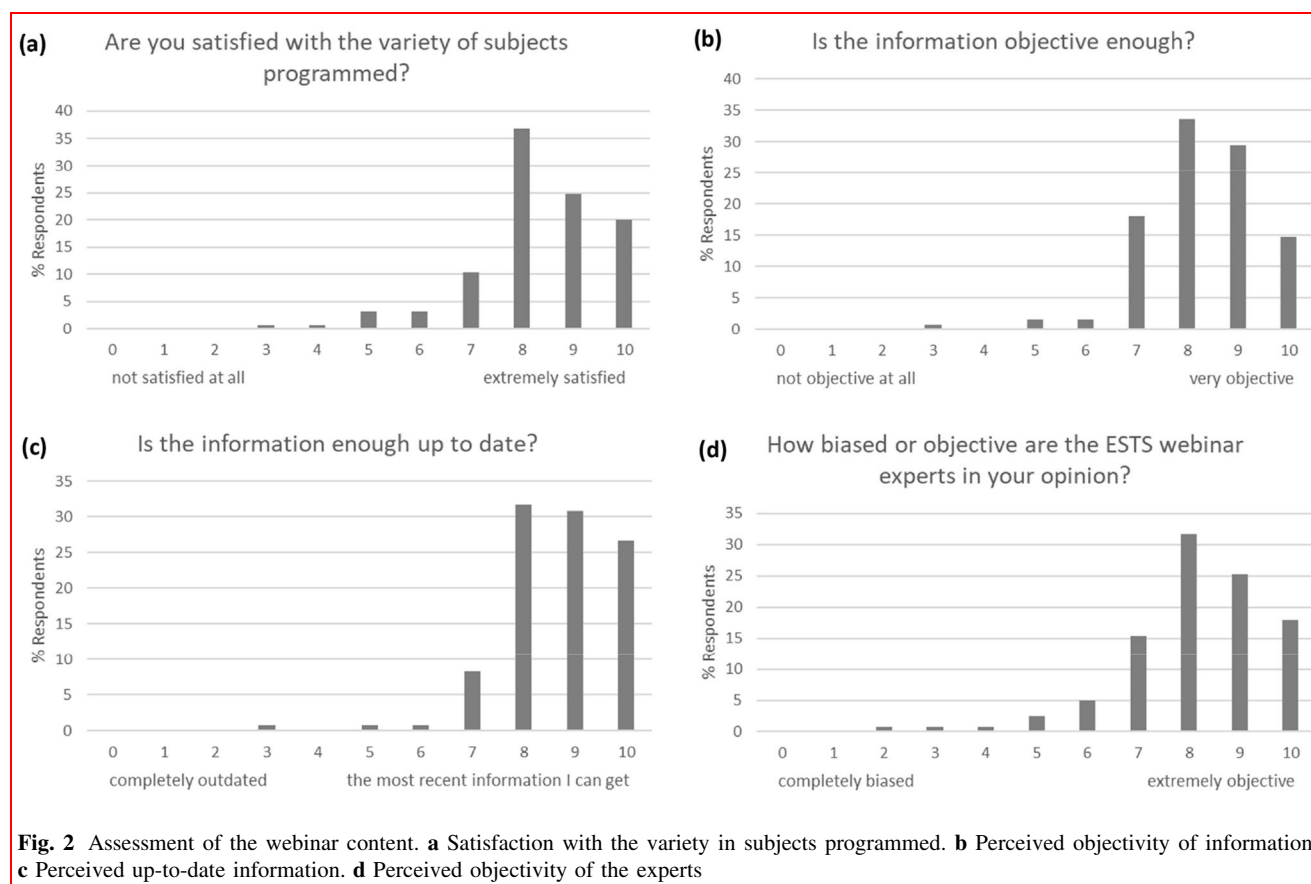 (a)
Are you satisfied with the variety of subjects
programmed?
% Respondents
40
35
30
25
20
15
10
5
0
0 1 2 3 4 5 6 7 8 9 10
not satisfied at all extremely satisfied
(b)
Is the information objective enough?
% Respondents
40
35
30
25
20
15
10
5
0
0 1 2 3 4 5 6 7 8 9 10
not objective at all very objective
(c)
Is the information enough up to date?
% Respondents
35
30
25
20
15
10
5
0
0 1 2 3 4 5 6 7 8 9 10
completely outdated the most recent information I can get
(d)
How biased or objective are the ESTS webinar
experts in your opinion?
% Respondents
35
30
25
20
15
10
5
0
0 1 2 3 4 5 6 7 8 9 10
completely biased extremely objective
Fig. 2 Assessment of the webinar content. a Satisfaction with the variety in subjects programmed. b Perceived objectivity of information
c Perceived up-to-date information. d Perceived objectivity of the experts